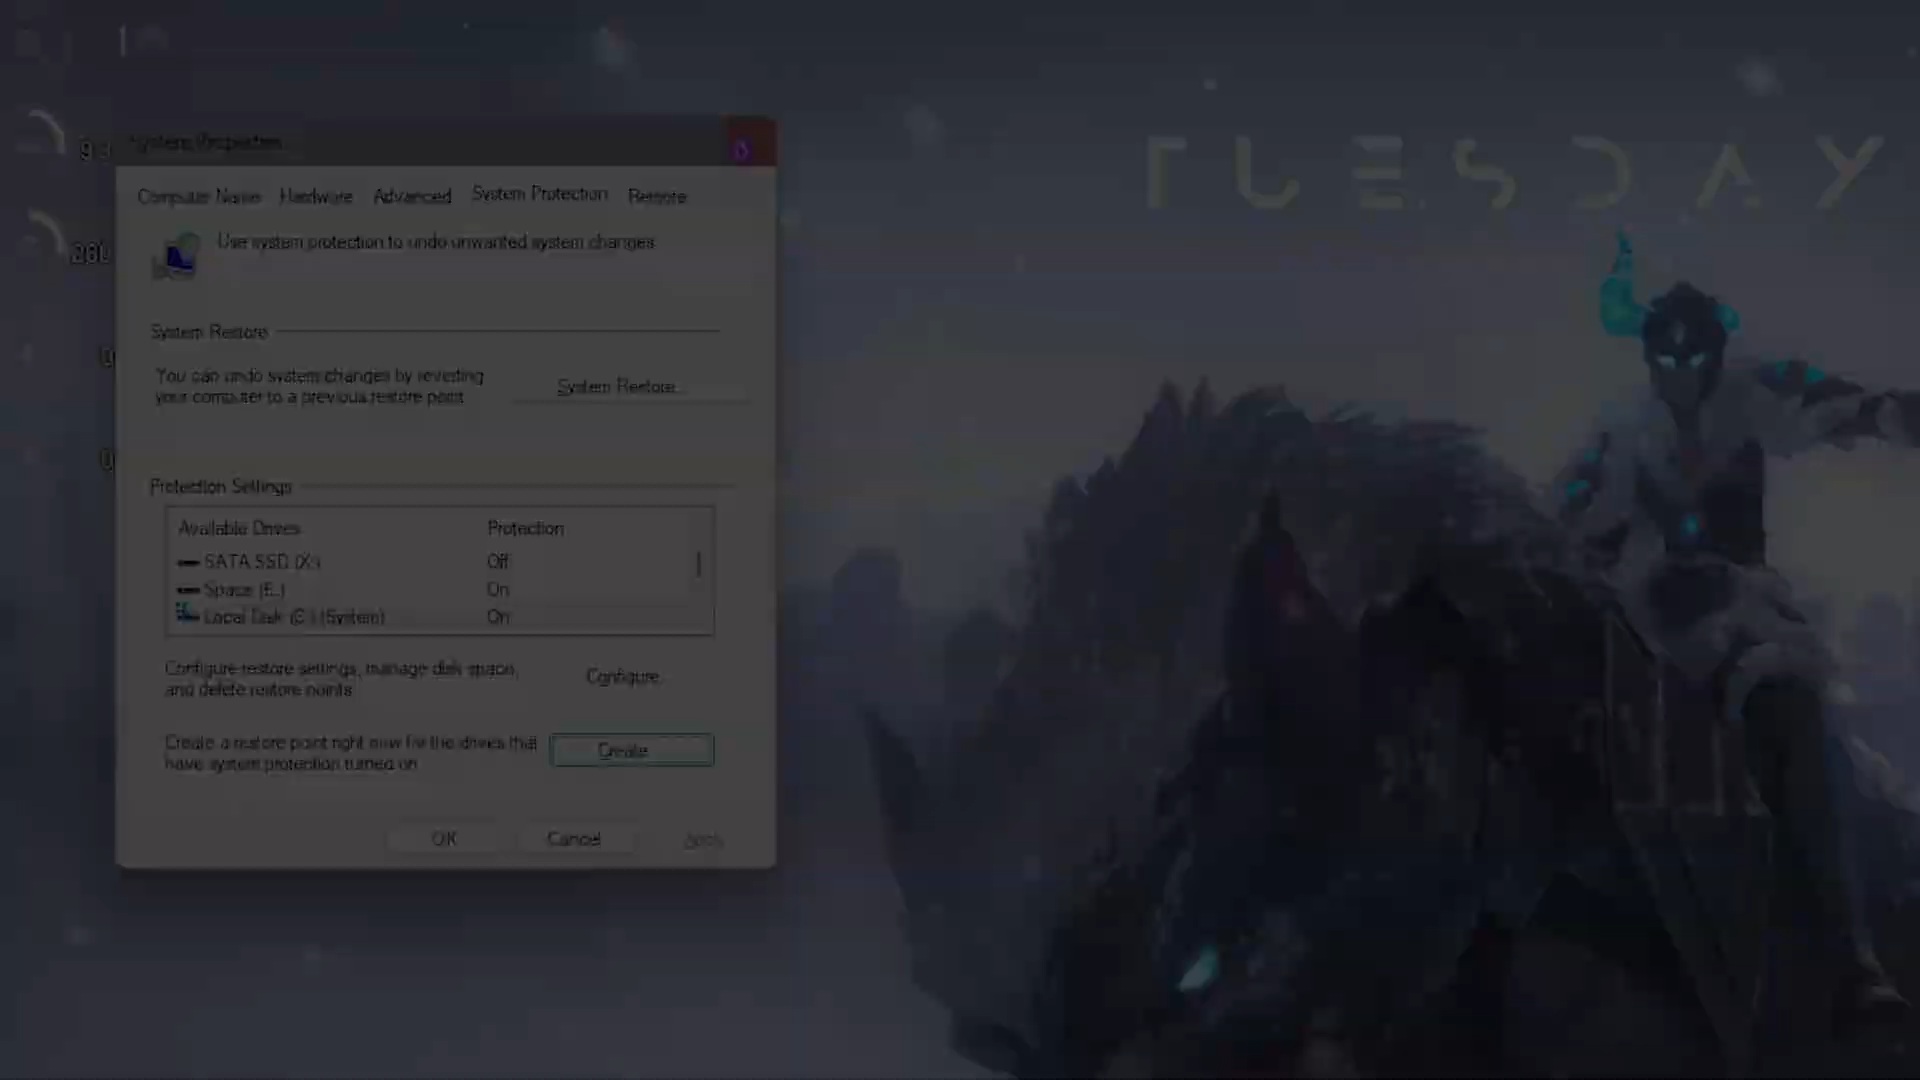 TUESDAY
System Properties
Computer Name Hardware Advanced System Protection Remote
Use system protection to undo unwanted system changes.
System Restore
You can undo system changes by reverting
your computer to a previous restore point.
System Restore...
Protection Settings
Available Drives Protection
SATA SSD (X:) Off
Space (E:) On
Local Disk (C:) (System) On
Configure restore settings, manage disk space,
and delete restore points.
Configure...
Create a restore point right now for the drives that
have system protection turned on.
Create...
OK Cancel Apply